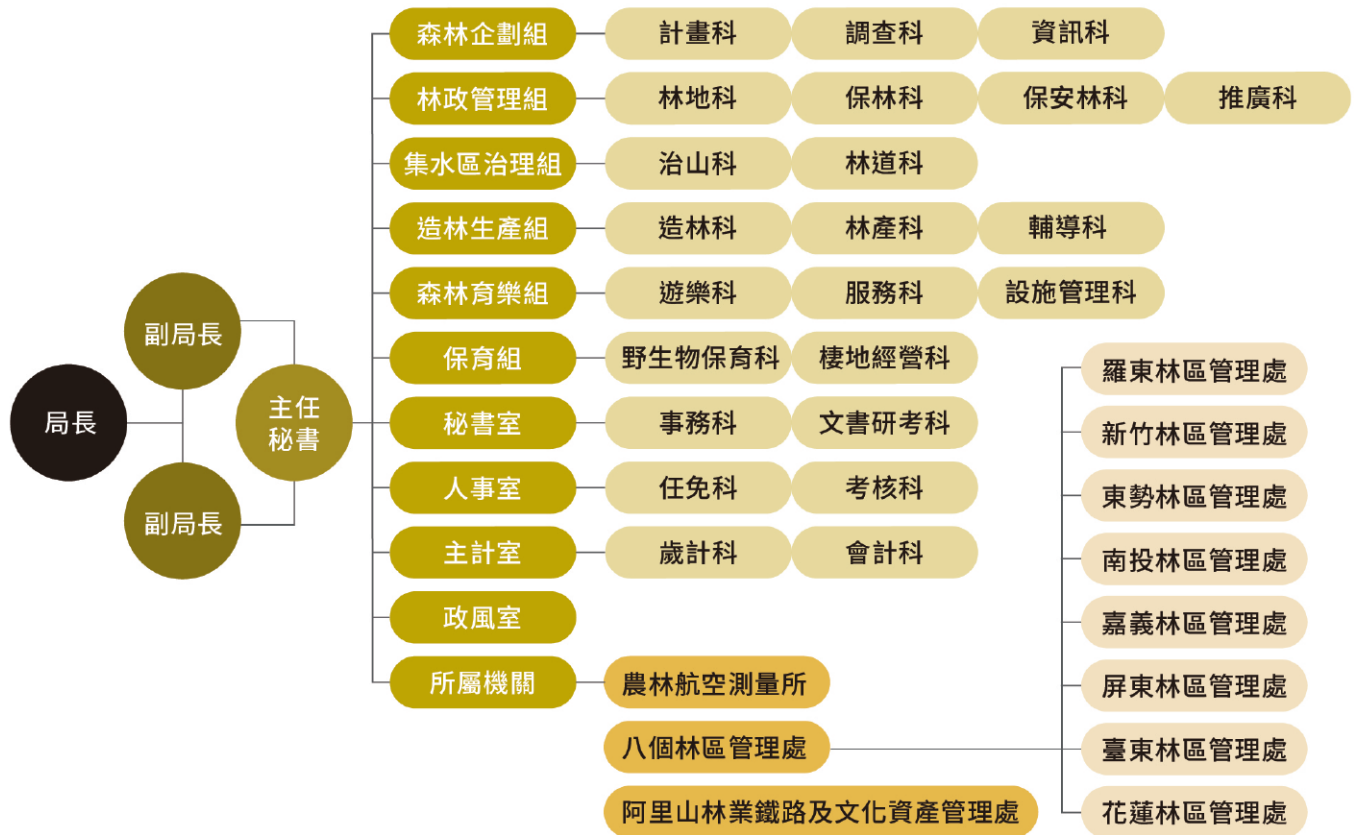 局長
副局長
副局長
主任
秘書
森林企劃組 計畫科 調查科 資訊科
林政管理組 林地科 保林科 保安林科 推廣科
集水區治理組 治山科 林道科
造林生產組 造林科 林產科 輔導科
森林育樂組 遊樂科 服務科 設施管理科
保育組 野生物保育科 棲地經營科
秘書室 事務科 文書研考科
人事室 任免科 考核科
主計室 歲計科 會計科
政風室
所屬機關 農林航空測量所
八個林區管理處
阿里山林業鐵路及文化資產管理處
羅東林區管理處
新竹林區管理處
東勢林區管理處
南投林區管理處
嘉義林區管理處
屏東林區管理處
臺東林區管理處
花蓮林區管理處